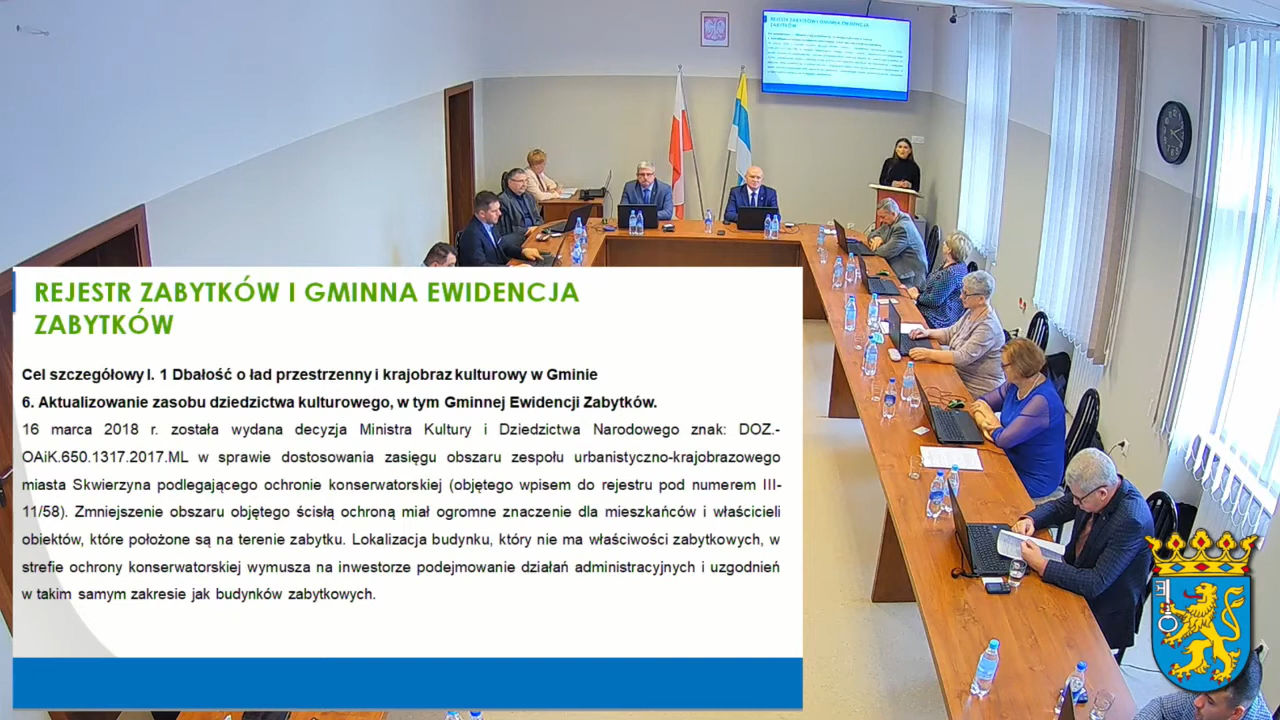 REJESTR ZABYTKÓW I GMINNA EWIDENCJA
ZABYTKÓW
REJESTR ZABYTKÓW I GMINNA EWIDENCJA
ZABYTKÓW
Cel szczegółowy I. 1 Dbałość o ład przestrzenny i krajobraz kulturowy w Gminie
6. Aktualizowanie zasobu dziedzictwa kulturowego, w tym Gminnej Ewidencji Zabytków.
16 marca 2018 r. została wydana decyzja Ministra Kultury i Dziedzictwa Narodowego znak: DOZ.-
OAiK.650.1317.2017.ML w sprawie dostosowania zasięgu obszaru zespołu urbanistyczno-krajobrazowego
miasta Skwierzyna podlegającego ochronie konserwatorskiej (objętego wpisem do rejestru pod numerem III-
11/58). Zmniejszenie obszaru objętego ścisłą ochroną miał ogromne znaczenie dla mieszkańców i właścicieli
obiektów, które położone są na terenie zabytku. Lokalizacja budynku, który nie ma właściwości zabytkowych, w
strefie ochrony konserwatorskiej wymusza na inwestorze podejmowanie działań administracyjnych i uzgodnień
w takim samym zakresie jak budynków zabytkowych.